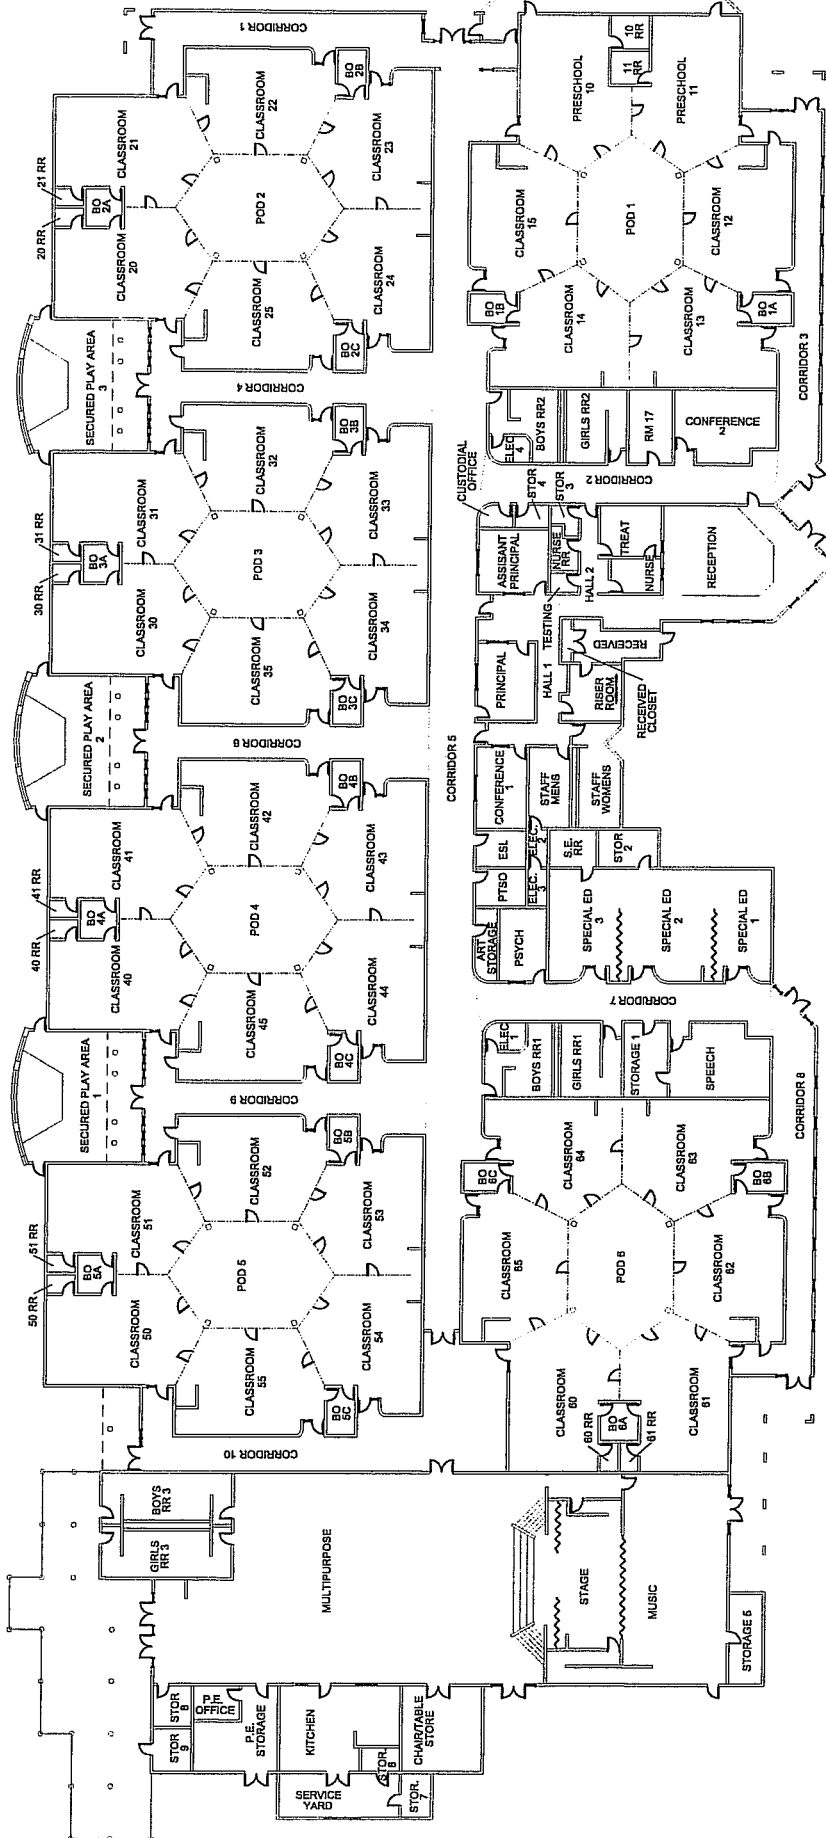 CORRIDOR 1
BO
2B
CLASSROOM
22
CLASSROOM
23
21 RR
CLASSROOM
21
BO
2A
20 RR
CLASSROOM
20
POD 2
CLASSROOM
25
CLASSROOM
24
BO
2C
SECURED PLAY AREA
3
CORRIDOR 4
BO
3B
CLASSROOM
32
CLASSROOM
33
31 RR
CLASSROOM
31
BO
3A
30 RR
CLASSROOM
30
POD 3
CLASSROOM
35
CLASSROOM
34
BO
3C
SECURED PLAY AREA
2
CORRIDOR 6
BO
4B
CLASSROOM
42
CLASSROOM
43
41 RR
CLASSROOM
41
BO
4A
40 RR
CLASSROOM
40
POD 4
CLASSROOM
45
CLASSROOM
44
BO
4C
SECURED PLAY AREA
1
CORRIDOR 9
BO
5B
CLASSROOM
52
CLASSROOM
53
51 RR
CLASSROOM
51
BO
5A
50 RR
CLASSROOM
50
POD 5
CLASSROOM
55
CLASSROOM
54
BO
5C
CORRIDOR 10
BOYS
RR 3
GIRLS
RR 3
MULTIPURPOSE
STOR
8
STOR
9
P.E.
OFFICE
P.E.
STORAGE
KITCHEN
STOR.
6
CHAIR/TABLE
STORE
SERVICE
YARD
STOR.
7
10
RR
11
RR
PRESCHOOL
10
PRESCHOOL
11
CLASSROOM
15
POD 1
CLASSROOM
12
BO
1B
CLASSROOM
14
CLASSROOM
13
BO
1A
CORRIDOR 3
ELEC
4
BOYS RR2
GIRLS RR2
RM 17
CONFERENCE
2
CORRIDOR 2
CUSTODIAL
OFFICE
STOR
4
STOR
3
ASSISANT
PRINCIPAL
NURSE
RR
TREAT
NURSE
HALL 2
TESTING
RECEPTION
CORRIDOR 5
PRINCIPAL
HALL 1
RECEIVED
RISER
ROOM
RECEIVED
CLOSET
CONFERENCE
1
STAFF
MENS
STAFF
WOMENS
ESL
ELEC.
2
S.E.
RR
STOR
2
PTSO
ELEC.
3
ART
STORAGE
PSYCH
SPECIAL ED
3
SPECIAL ED
2
SPECIAL ED
1
CORRIDOR 7
ELEC
1
BOYS RR1
GIRLS RR1
STORAGE 1
SPEECH
CORRIDOR 8
BO
6C
CLASSROOM
64
CLASSROOM
63
BO
6B
CLASSROOM
65
POD 6
CLASSROOM
62
CLASSROOM
60
CLASSROOM
61
BO
6A
60 RR
61 RR
STAGE
MUSIC
STORAGE 5